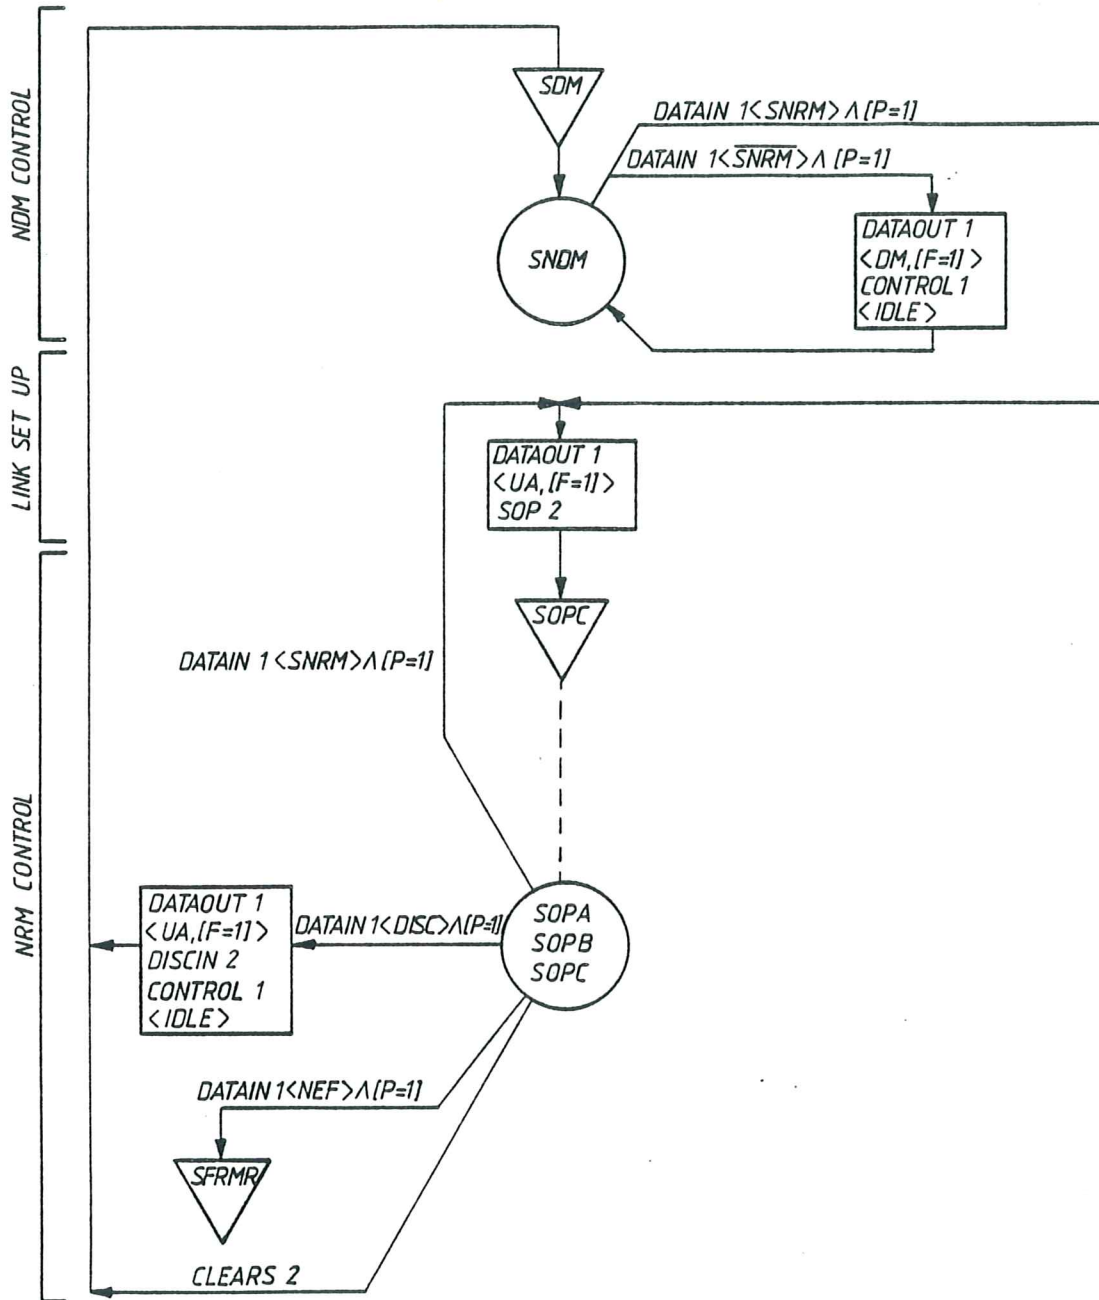 NDM CONTROL
SDM
DATAIN 1<SNRM>∧[P=1]
DATAIN 1<S̅N̅R̅M̅>∧[P=1]
SNDM
DATAOUT 1
<DM,[F=1]>
CONTROL 1
<IDLE>
LINK SET UP
DATAOUT 1
<UA,[F=1]>
SOP 2
SOPC
NRM CONTROL
DATAIN 1<SNRM>∧[P=1]
DATAOUT 1
<UA,[F=1]>
DISCIN 2
CONTROL 1
<IDLE>
DATAIN 1<DISC>∧[P=1]
SOPA
SOPB
SOPC
DATAIN 1<NEF>∧[P=1]
SFRMR
CLEARS 2